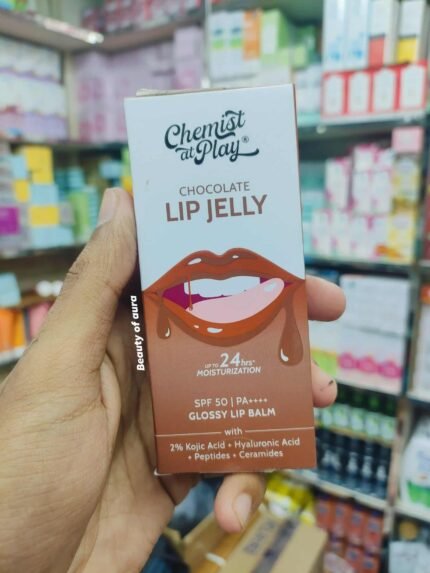 Chemist
at Play®
CHOCOLATE
LIP JELLY
UP TO 24hrs*
MOISTURIZATION
SPF 50 | PA++++
GLOSSY LIP BALM
with
2% Kojic Acid • Hyaluronic Acid
• Peptides • Ceramides
Beauty of aura